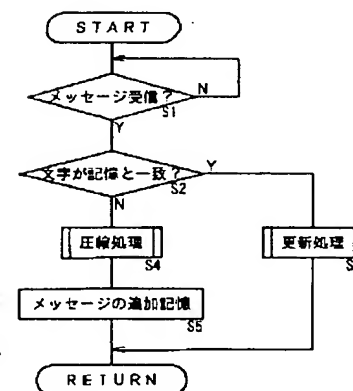 START
メッセージ受信?
N
S1
Y
文字が記憶と一致?
Y
S2
N
圧縮処理
更新処理
S4
メッセージの追加記憶
S5
RETURN